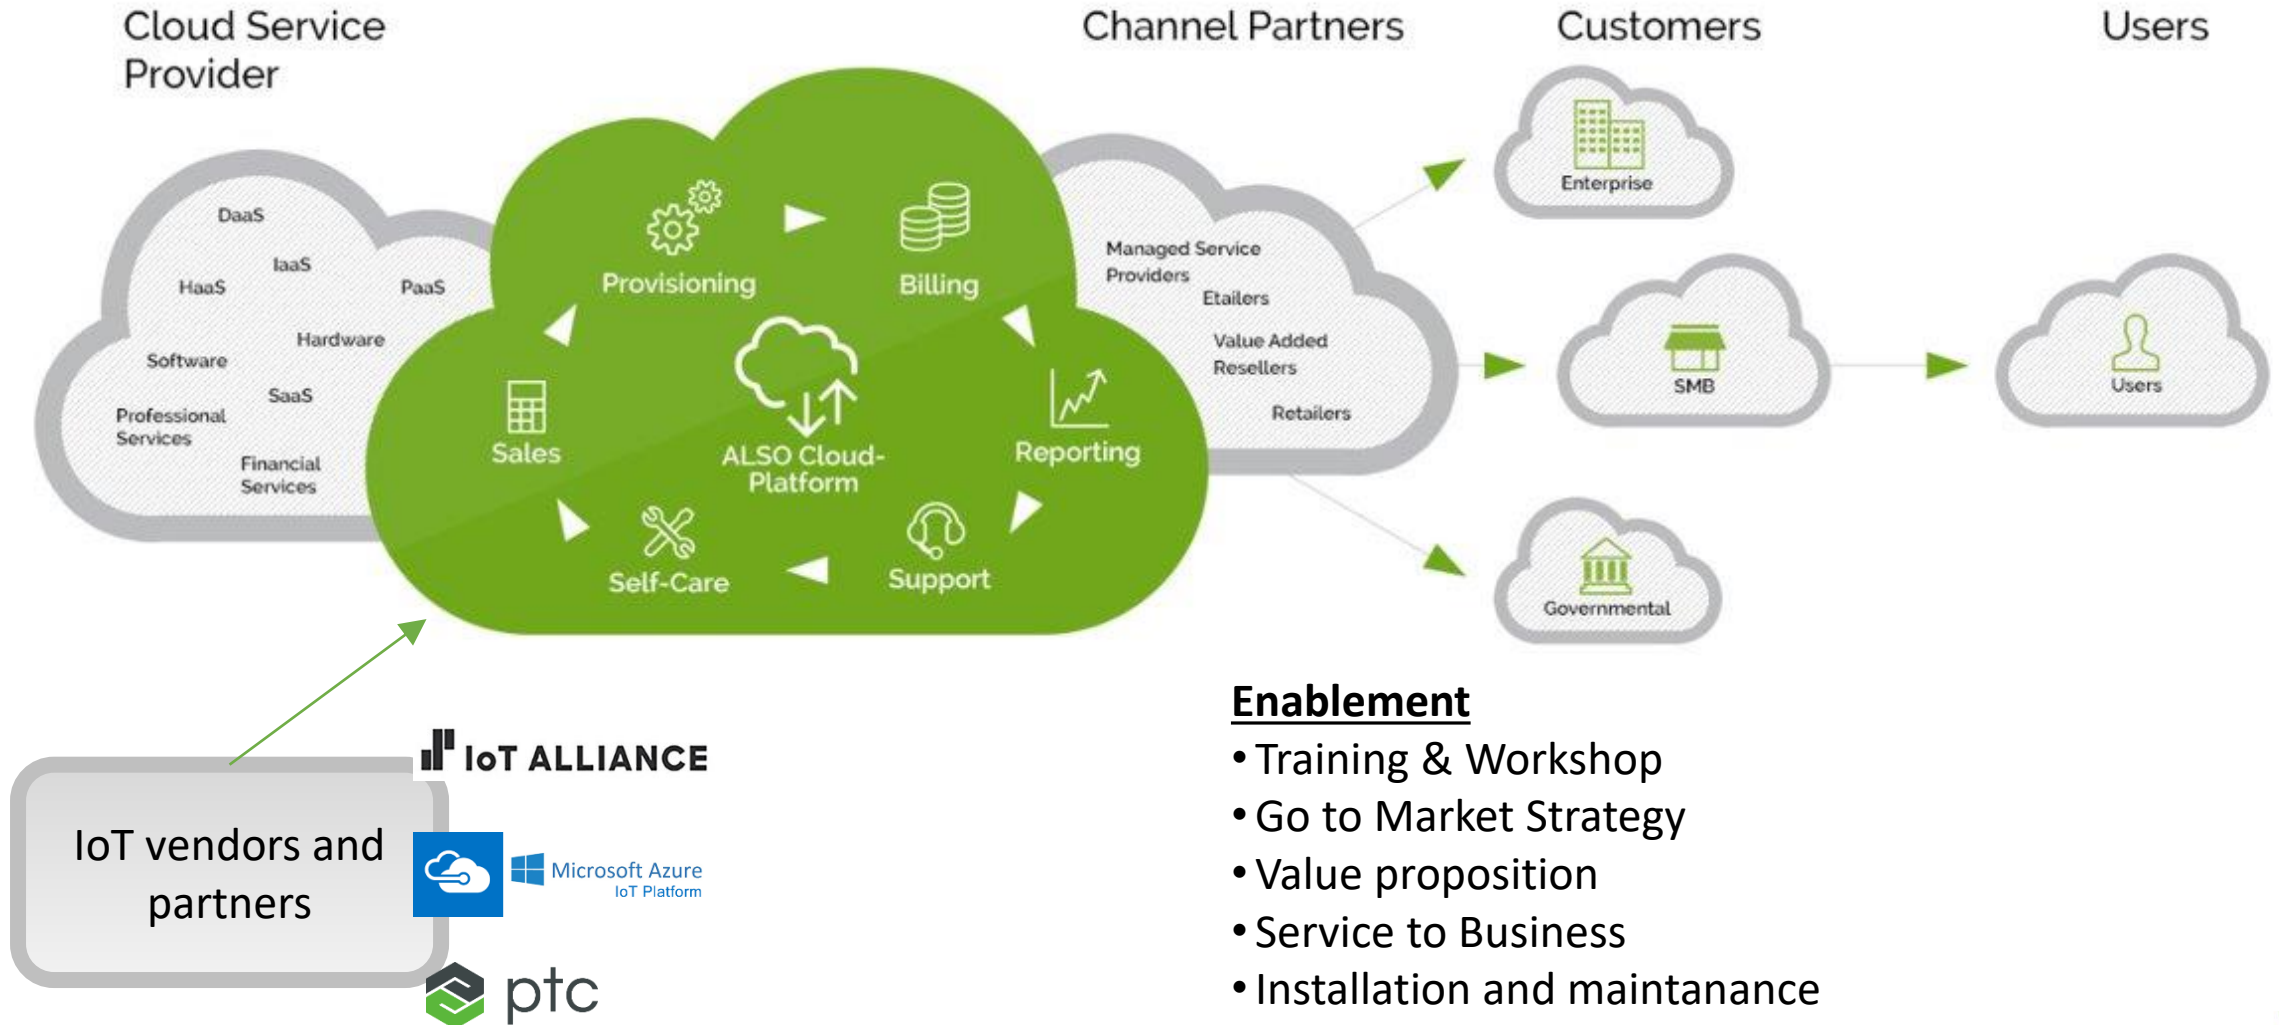 Cloud Service
Provider
Channel Partners
Customers
Users
DaaS
IaaS
HaaS
PaaS
Hardware
Software
SaaS
Professional
Services
Financial
Services
Provisioning
Billing
Sales
ALSO Cloud-
Platform
Reporting
Self-Care
Support
Managed Service
Providers
Etailers
Value Added
Resellers
Retailers
Enterprise
SMB
Governmental
Users
IoT vendors and
partners
IoT ALLIANCE
Microsoft Azure
IoT Platform
ptc
Enablement
• Training & Workshop
• Go to Market Strategy
• Value proposition
• Service to Business
• Installation and maintanance